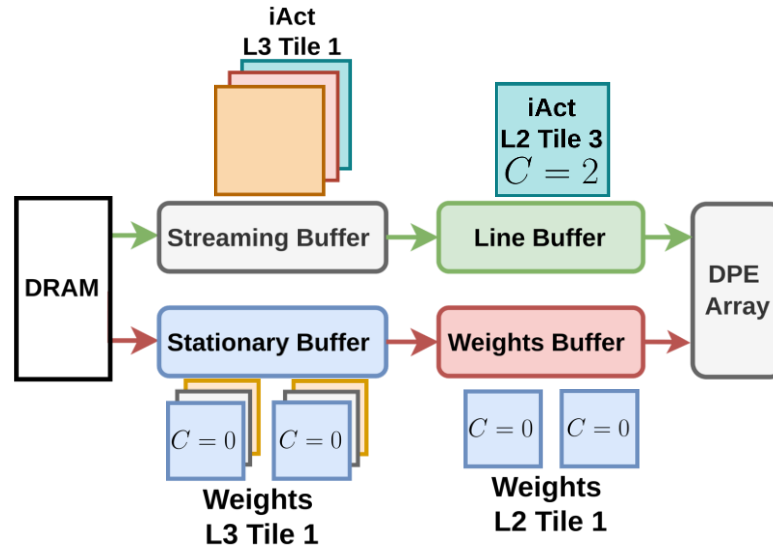 iAct
L3 Tile 1
iAct
L2 Tile 3
C = 2
Streaming Buffer
Line Buffer
DRAM
DPE
Array
Stationary Buffer
Weights Buffer
C = 0
C = 0
C = 0
C = 0
Weights
L3 Tile 1
Weights
L2 Tile 1